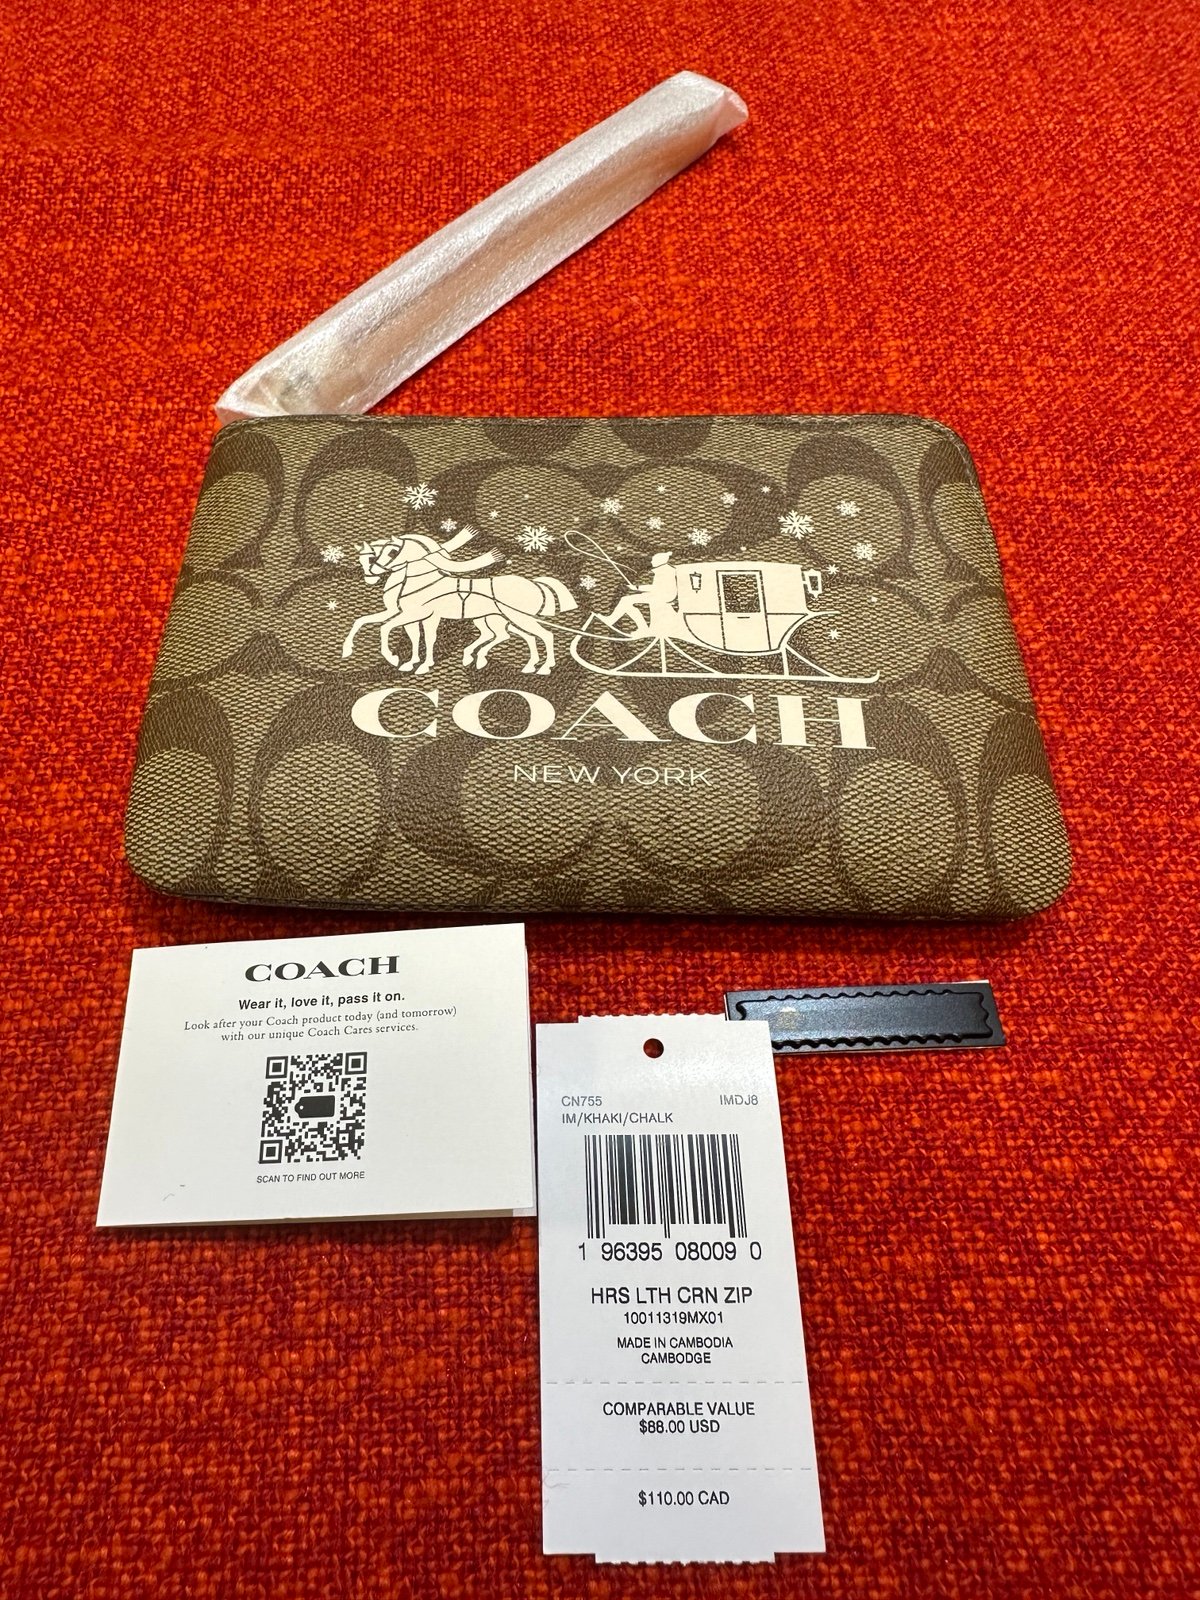 COACH
NEW YORK
COACH
Wear it, love it, pass it on.
Look after your Coach product today (and tomorrow)
with our unique Coach Cares services.
SCAN TO FIND OUT MORE
CN755 IMDJ8
IM/KHAKI/CHALK
1 96395 08009 0
HRS LTH CRN ZIP
10011319MX01
MADE IN CAMBODIA
CAMBODGE
COMPARABLE VALUE
$88.00 USD
$110.00 CAD